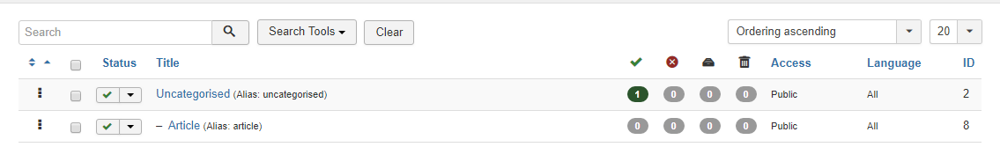 Search Search Tools Clear Ordering ascending 20
Status Title Access Language ID
Uncategorised (Alias: uncategorised) 1 0 0 0 Public All 2
– Article (Alias: article) 0 0 0 0 Public All 8